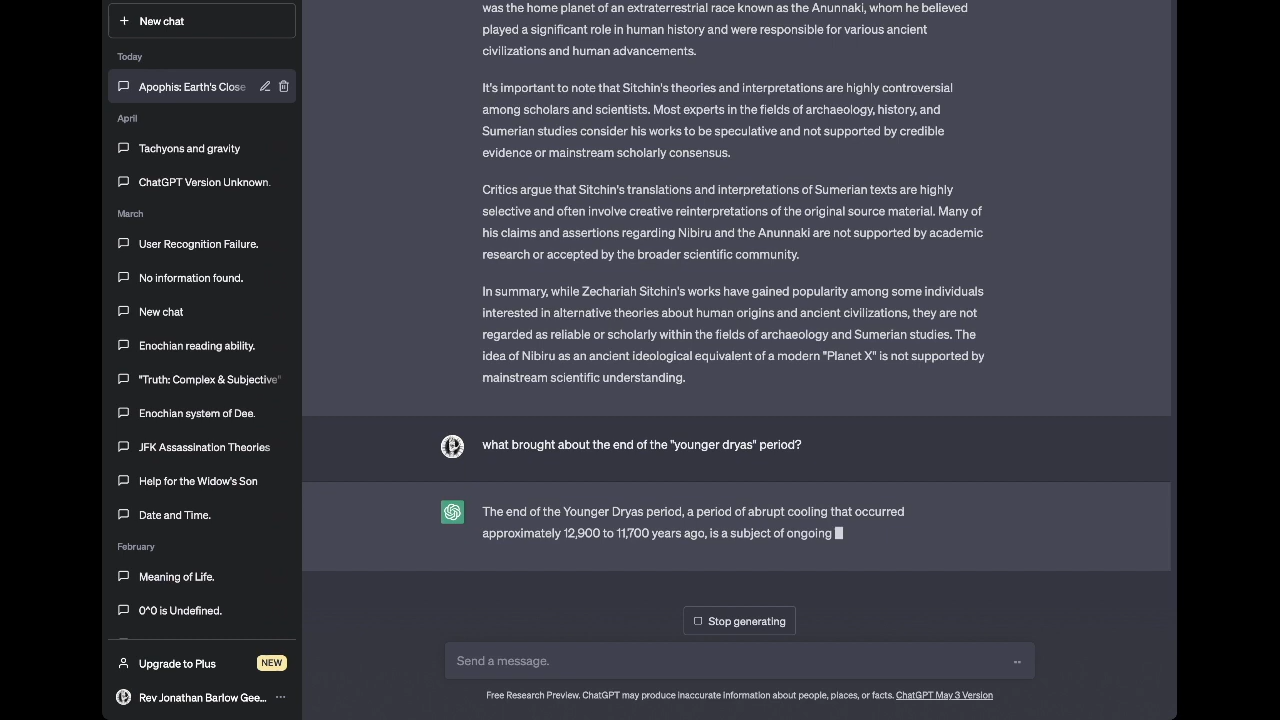 New chat
Today
Apophis: Earth's Close
April
Tachyons and gravity
ChatGPT Version Unknown.
March
User Recognition Failure.
No information found.
New chat
Enochian reading ability.
"Truth: Complex & Subjective"
Enochian system of Dee.
JFK Assassination Theories
Help for the Widow's Son
Date and Time.
February
Meaning of Life.
0^0 is Undefined.
Upgrade to Plus
NEW
Rev Jonathan Barlow Gee...
was the home planet of an extraterrestrial race known as the Anunnaki, whom he believed
played a significant role in human history and were responsible for various ancient
civilizations and human advancements.
It's important to note that Sitchin's theories and interpretations are highly controversial
among scholars and scientists. Most experts in the fields of archaeology, history, and
Sumerian studies consider his works to be speculative and not supported by credible
evidence or mainstream scholarly consensus.
Critics argue that Sitchin's translations and interpretations of Sumerian texts are highly
selective and often involve creative reinterpretations of the original source material. Many of
his claims and assertions regarding Nibiru and the Anunnaki are not supported by academic
research or accepted by the broader scientific community.
In summary, while Zechariah Sitchin's works have gained popularity among some individuals
interested in alternative theories about human origins and ancient civilizations, they are not
regarded as reliable or scholarly within the fields of archaeology and Sumerian studies. The
idea of Nibiru as an ancient ideological equivalent of a modern "Planet X" is not supported by
mainstream scientific understanding.
what brought about the end of the "younger dryas" period?
The end of the Younger Dryas period, a period of abrupt cooling that occurred
approximately 12,900 to 11,700 years ago, is a subject of ongoing
Stop generating
Send a message.
Free Research Preview. ChatGPT may produce inaccurate information about people, places, or facts. ChatGPT May 3 Version